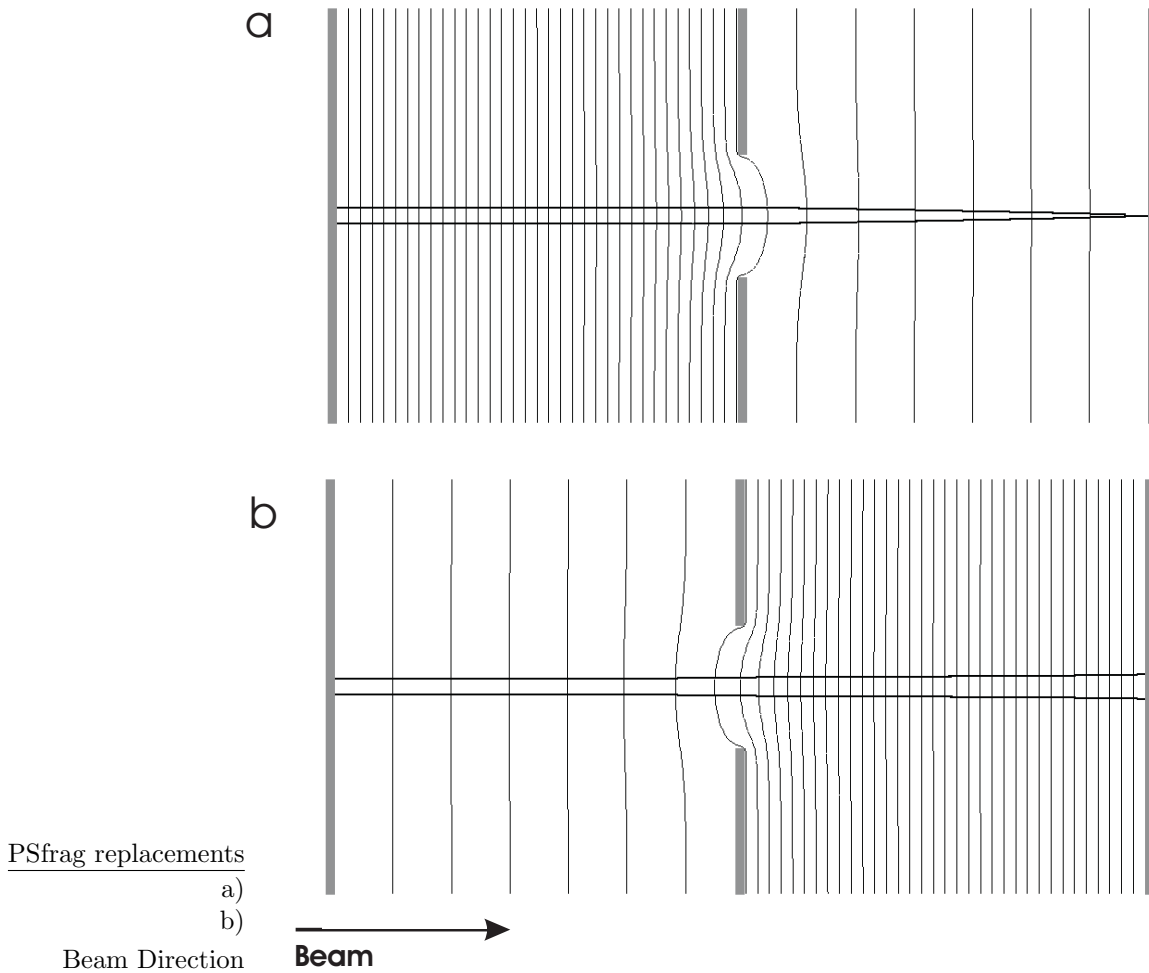 a
b
PSfrag replacements
a)
b)
Beam Direction
Beam